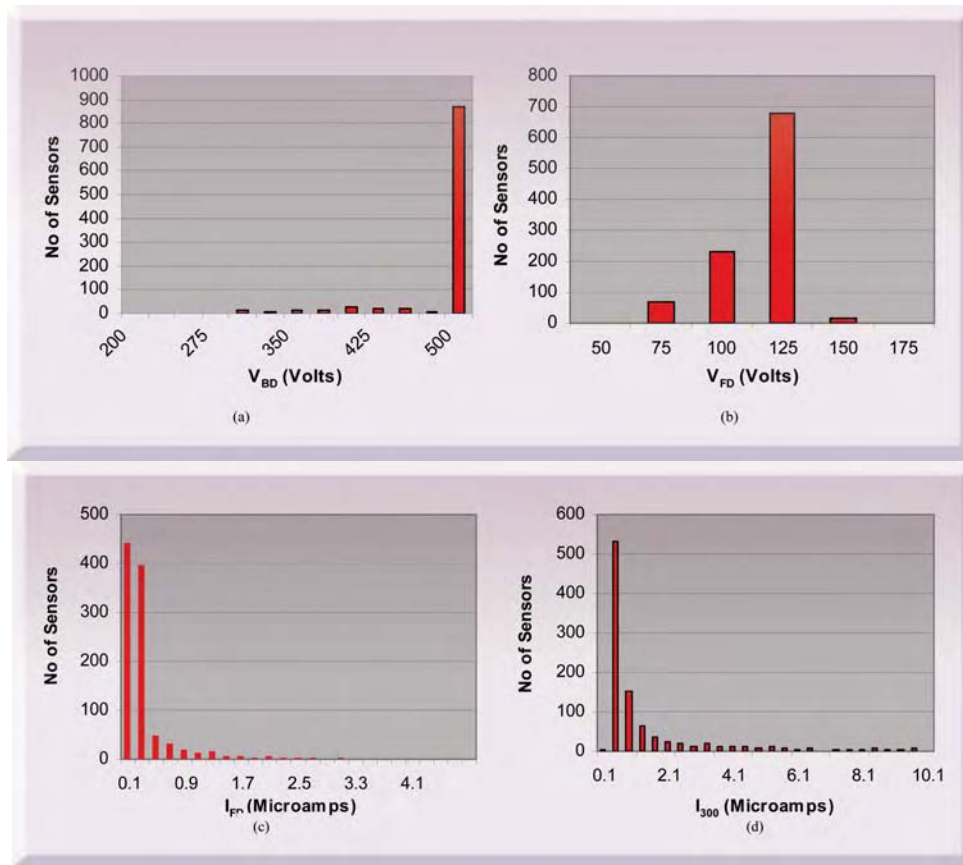 1000
900
800
700
600
500
400
300
200
100
0
No of Sensors
200 275 350 425 500
V_BD (Volts)
(a)
800
700
600
500
400
300
200
100
0
No of Sensors
50 75 100 125 150 175
V_FD (Volts)
(b)
500
400
300
200
100
0
No of Sensors
0.1 0.9 1.7 2.5 3.3 4.1
I_FD (Microamps)
(c)
600
500
400
300
200
100
0
No of Sensors
0.1 2.1 4.1 6.1 8.1 10.1
I_300 (Microamps)
(d)